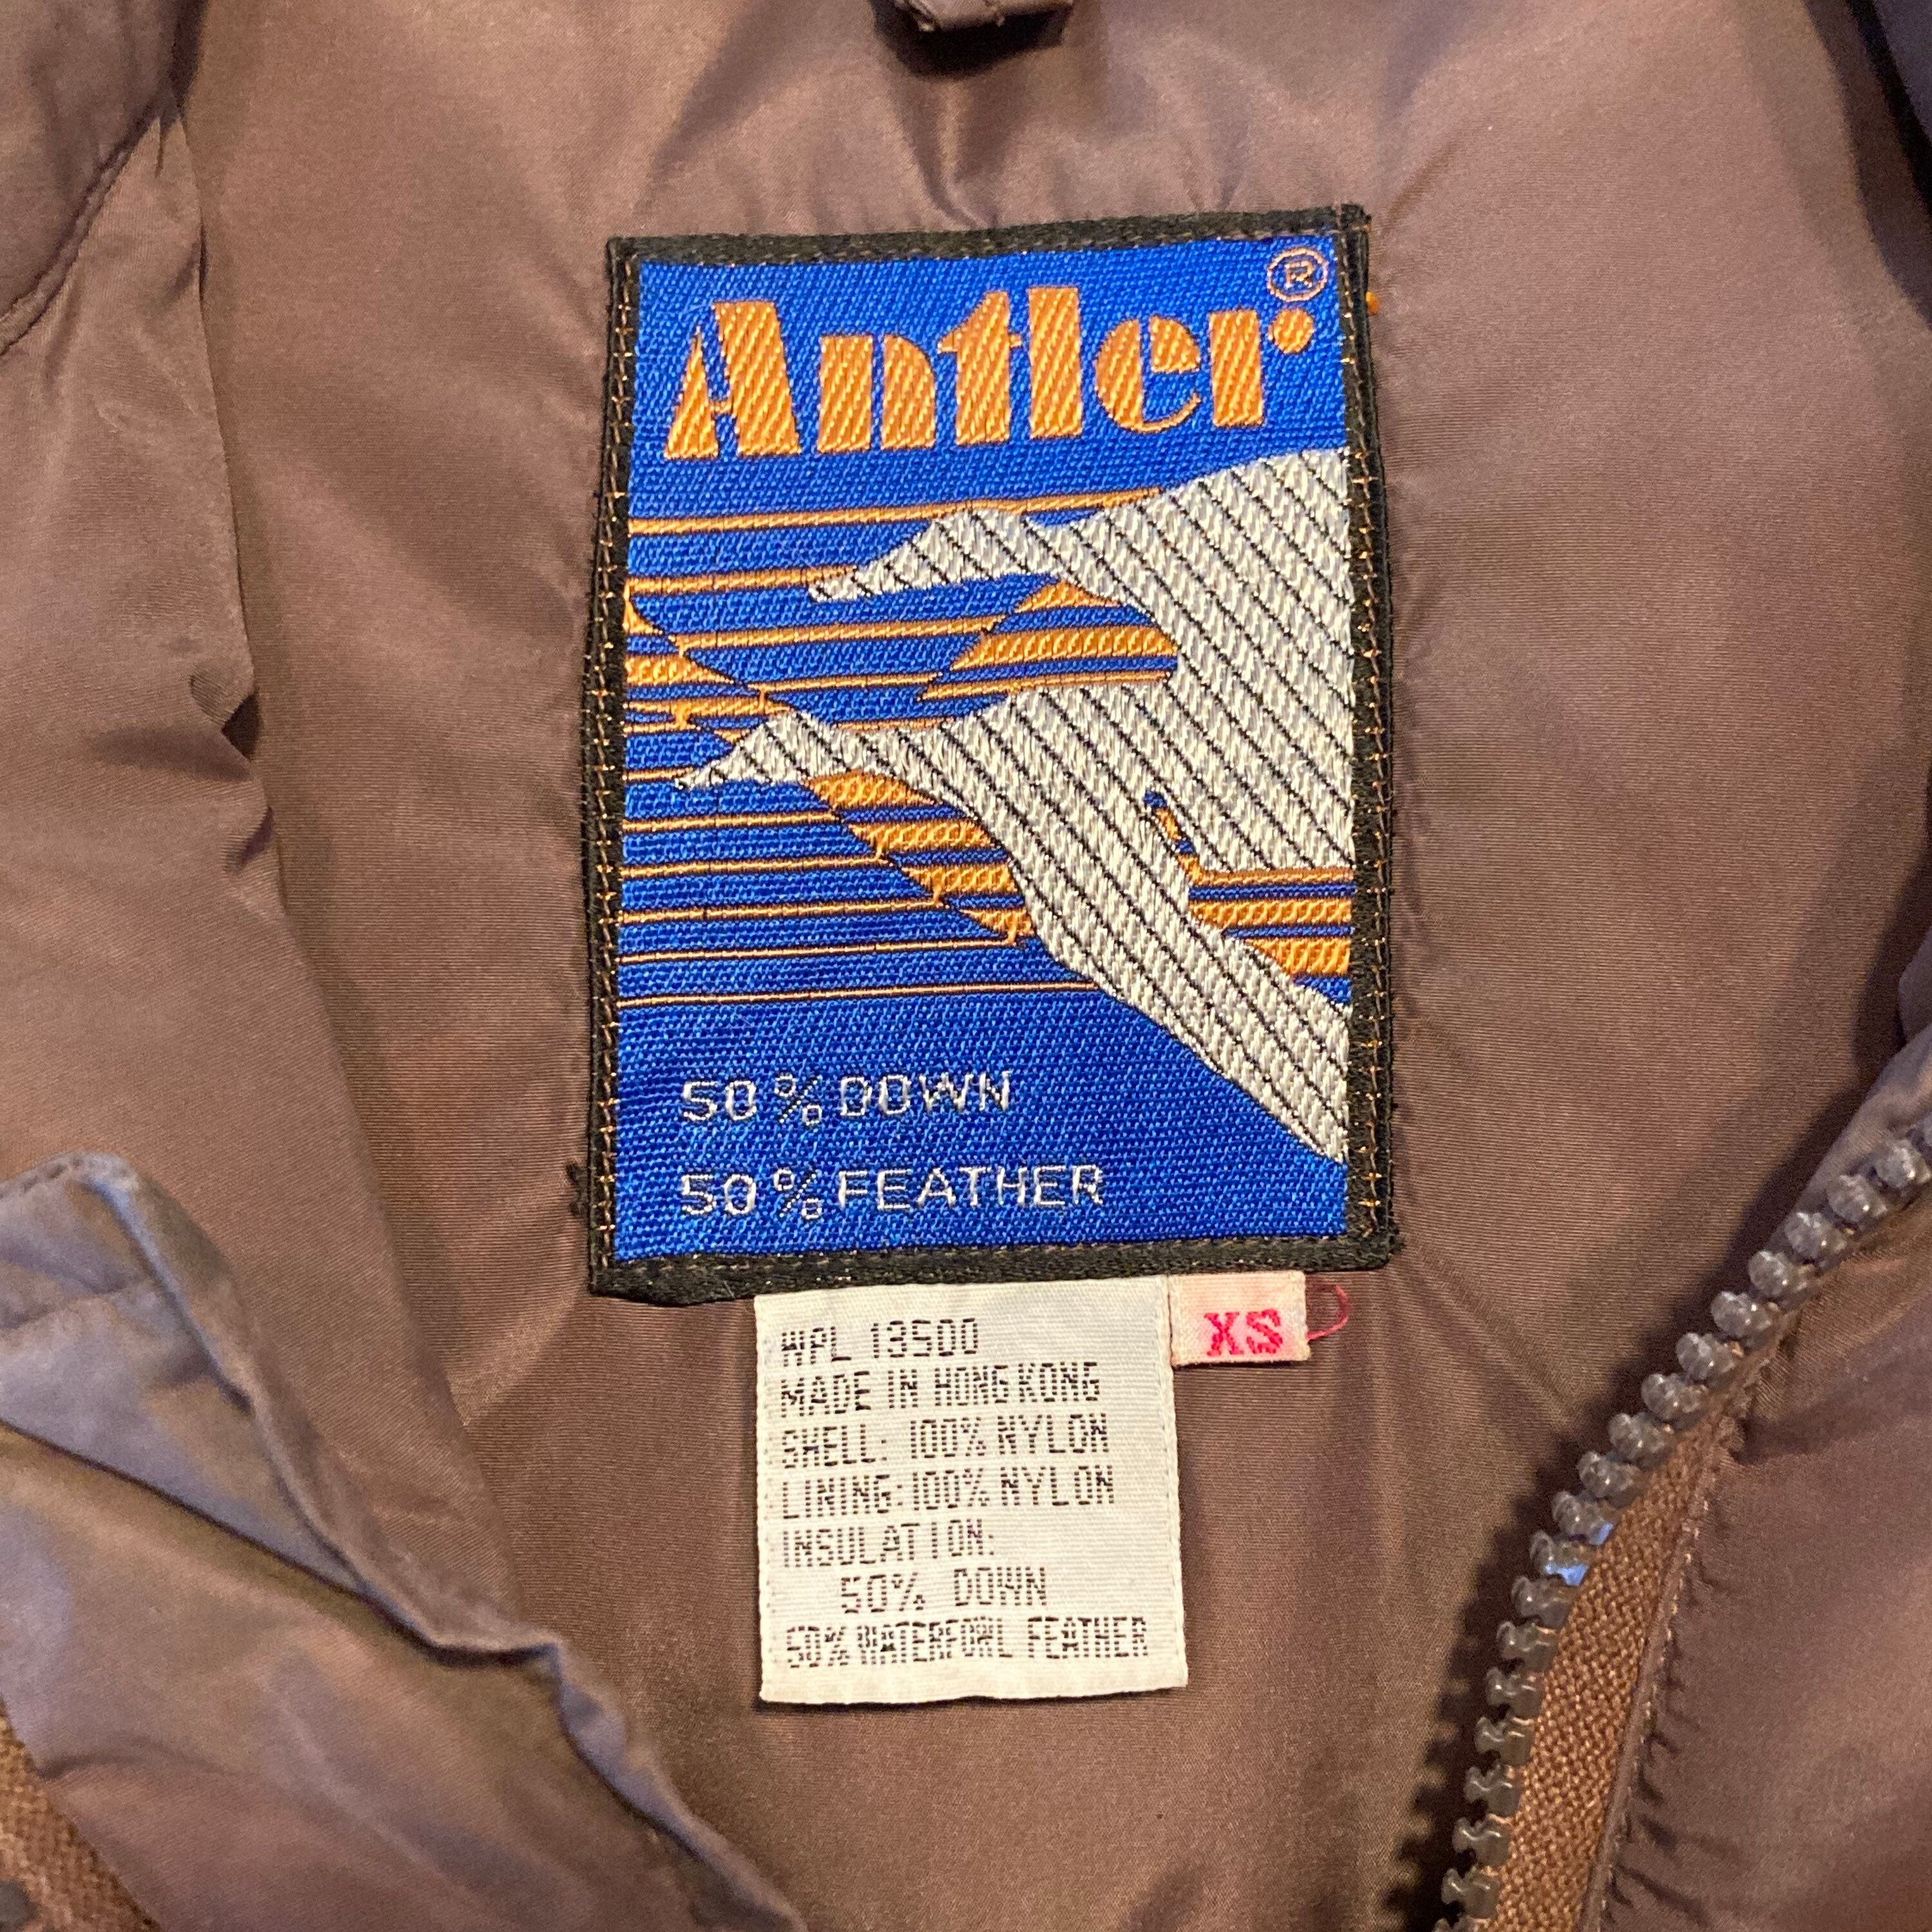 Antler®
50% DOWN
50% FEATHER
XS
WPL 13500
MADE IN HONG KONG
SHELL: 100% NYLON
LINING: 100% NYLON
INSULATION:
50% DOWN
50% WATERFOWL FEATHER